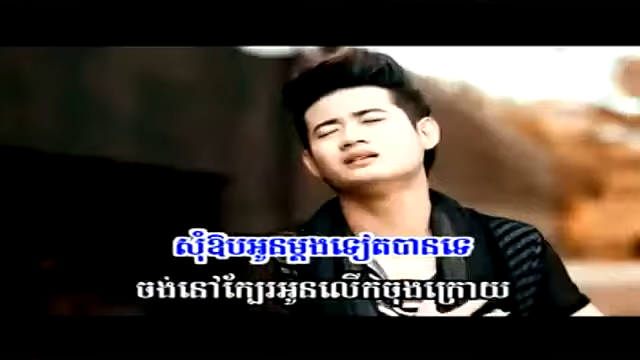 សុំឱបអូនម្ដងទៀតបានទេ
ចង់នៅក្បែរអូនលើកចុងក្រោយ